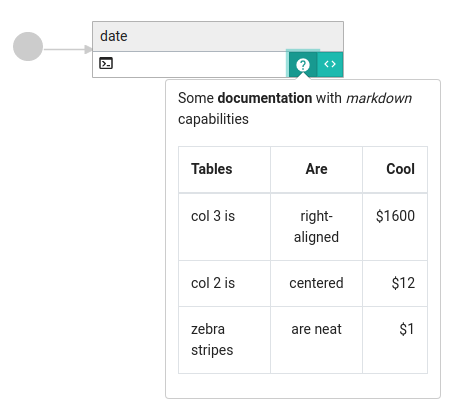 date
Some documentation with markdown
capabilities
Tables Are Cool
col 3 is right- $1600
aligned
col 2 is centered $12
zebra are neat $1
stripes